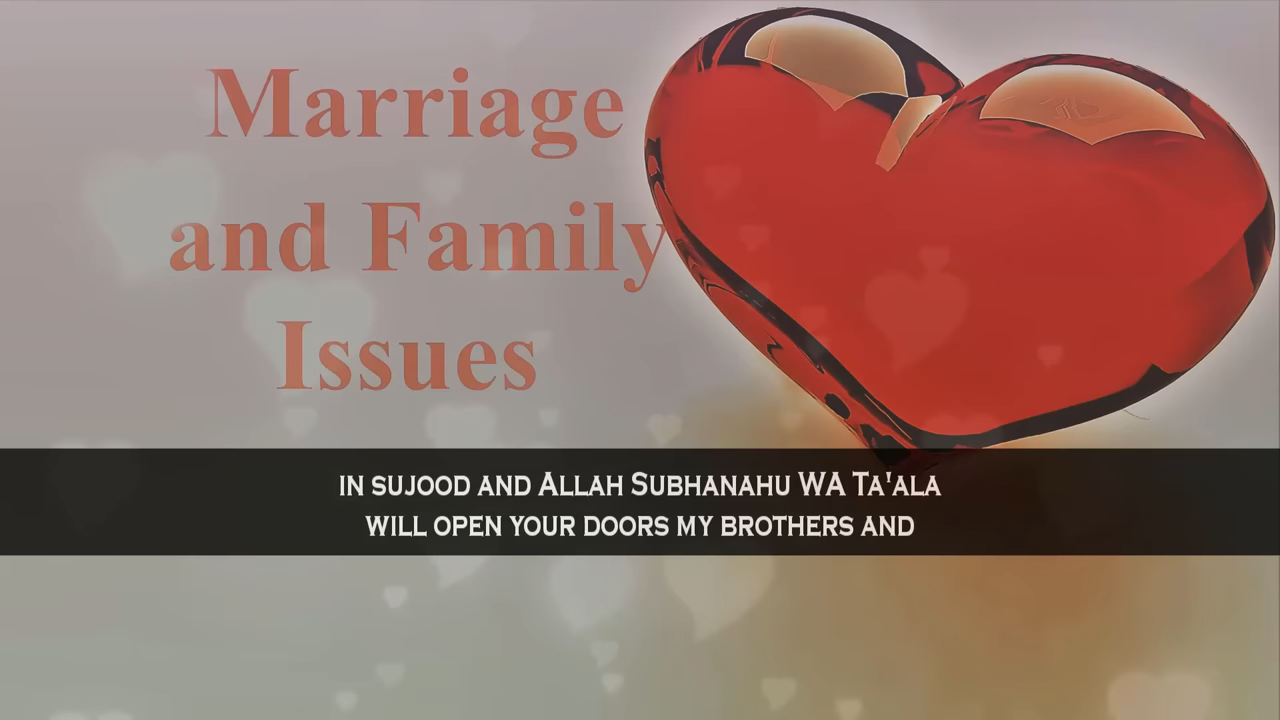 Marriage
and Family
Issues
IN SUJOOD AND ALLAH SUBHANAHU WA TA'ALA
WILL OPEN YOUR DOORS MY BROTHERS AND